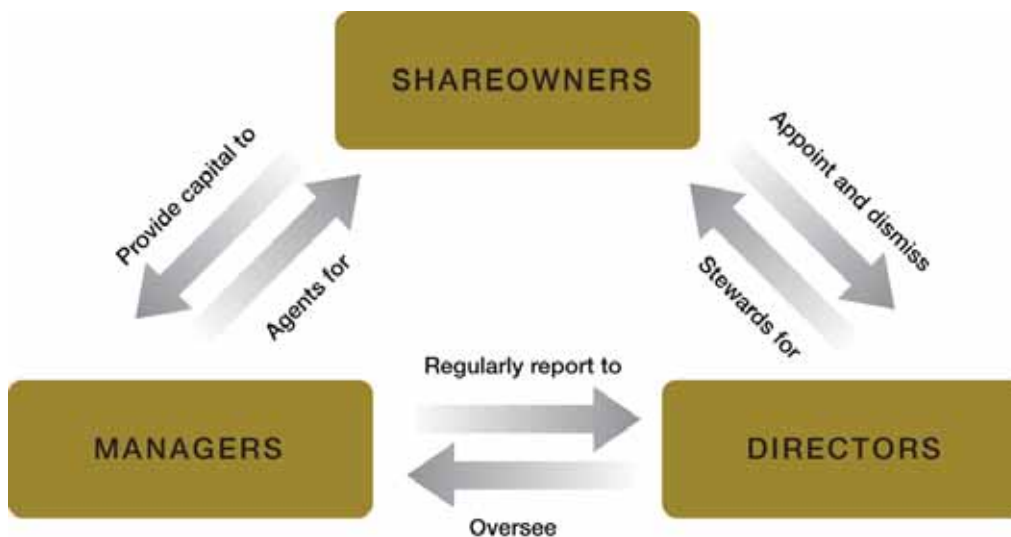 SHAREOWNERS
Provide capital to
Agents for
Appoint and dismiss
Stewards for
Regularly report to
MANAGERS
DIRECTORS
Oversee